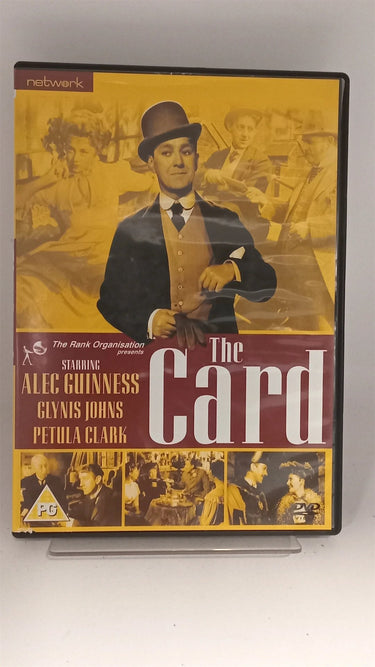 network
The Rank Organisation
presents
STARRING
ALEC GUINNESS
GLYNIS JOHNS
PETULA CLARK
The
Card
PG
DVD